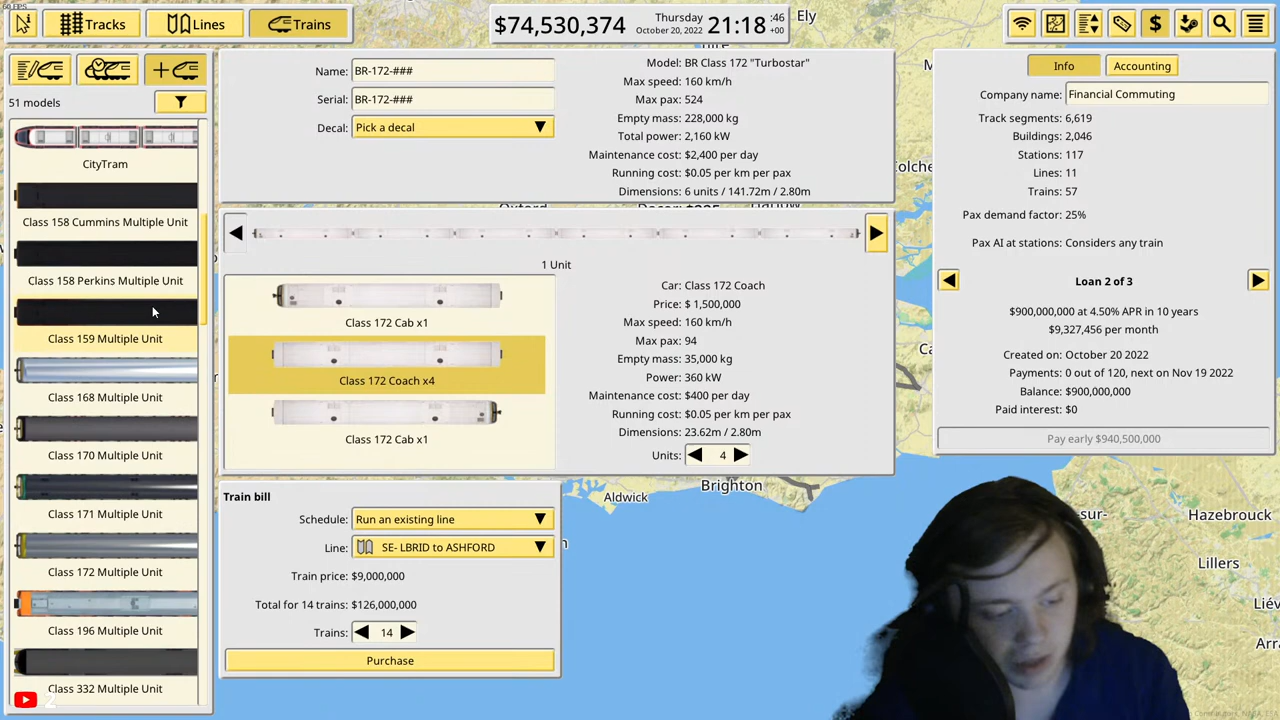 60 FPS
Tracks
Lines
Trains
$74,530,374
Thursday
October 20, 2022
21:18
:46
+00
Ely
51 models
CityTram
Class 158 Cummins Multiple Unit
Class 158 Perkins Multiple Unit
Class 159 Multiple Unit
Class 168 Multiple Unit
Class 170 Multiple Unit
Class 171 Multiple Unit
Class 172 Multiple Unit
Class 196 Multiple Unit
Class 332 Multiple Unit
2
Name: BR-172-###
Serial: BR-172-###
Decal: Pick a decal
Model: BR Class 172 "Turbostar"
Max speed: 160 km/h
Max pax: 524
Empty mass: 228,000 kg
Total power: 2,160 kW
Maintenance cost: $2,400 per day
Running cost: $0.05 per km per pax
Dimensions: 6 units / 141.72m / 2.80m
1 Unit
Class 172 Cab x1
Class 172 Coach x4
Class 172 Cab x1
Car: Class 172 Coach
Price: $ 1,500,000
Max speed: 160 km/h
Max pax: 94
Empty mass: 35,000 kg
Power: 360 kW
Maintenance cost: $400 per day
Running cost: $0.05 per km per pax
Dimensions: 23.62m / 2.80m
Units: 4
Train bill
Schedule: Run an existing line
Line: SE- LBRID to ASHFORD
Train price: $9,000,000
Total for 14 trains: $126,000,000
Trains: 14
Purchase
Info
Accounting
Company name: Financial Commuting
Track segments: 6,619
Buildings: 2,046
Stations: 117
Lines: 11
Trains: 57
Pax demand factor: 25%
Pax AI at stations: Considers any train
Loan 2 of 3
$900,000,000 at 4.50% APR in 10 years
$9,327,456 per month
Created on: October 20 2022
Payments: 0 out of 120, next on Nov 19 2022
Balance: $900,000,000
Paid interest: $0
Pay early $940,500,000
Colche
Aldwick
Brighton
-sur-
Hazebrouck
Lillers
Liév
Arra